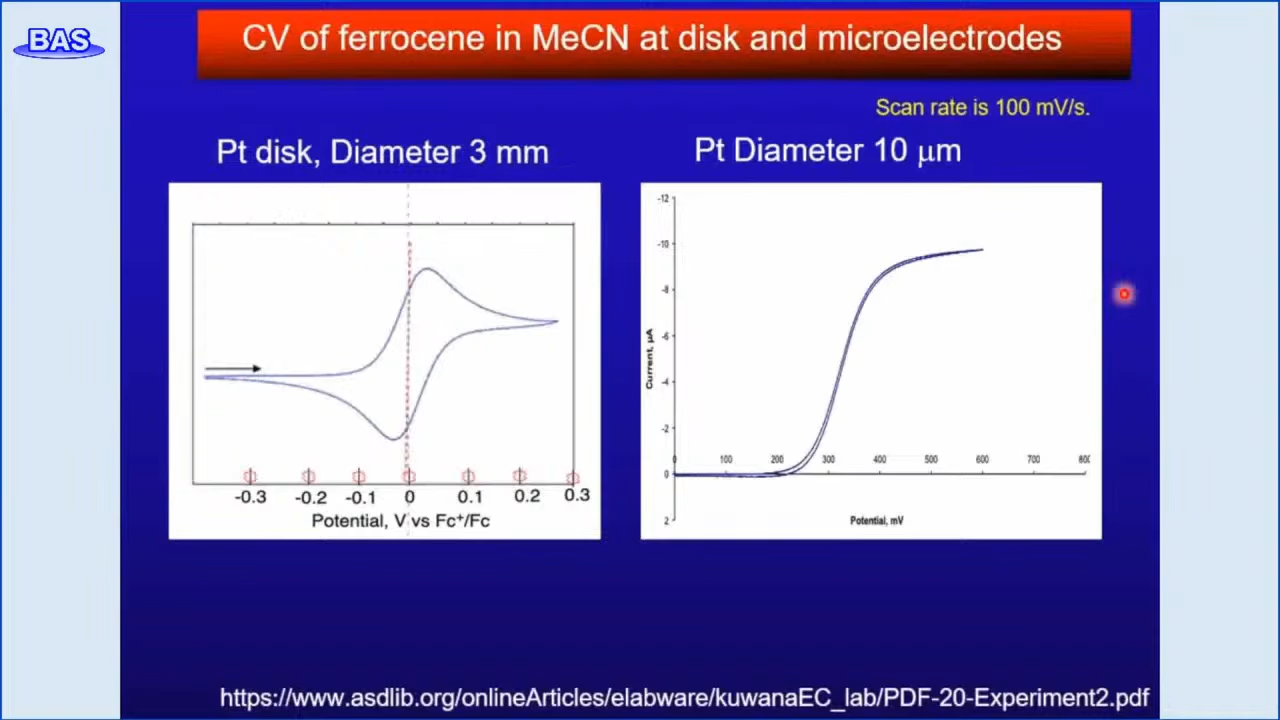 BAS
CV of ferrocene in MeCN at disk and microelectrodes
Scan rate is 100 mV/s.
Pt disk, Diameter 3 mm
-0.3 -0.2 -0.1 0 0.1 0.2 0.3
Potential, V vs Fc⁺/Fc
Pt Diameter 10 μm
-12
-10
-8
-6
-4
-2
0
2
Current, µA
0 100 200 300 400 500 600 700 80
Potential, mV
https://www.asdlib.org/onlineArticles/elabware/kuwanaEC_lab/PDF-20-Experiment2.pdf